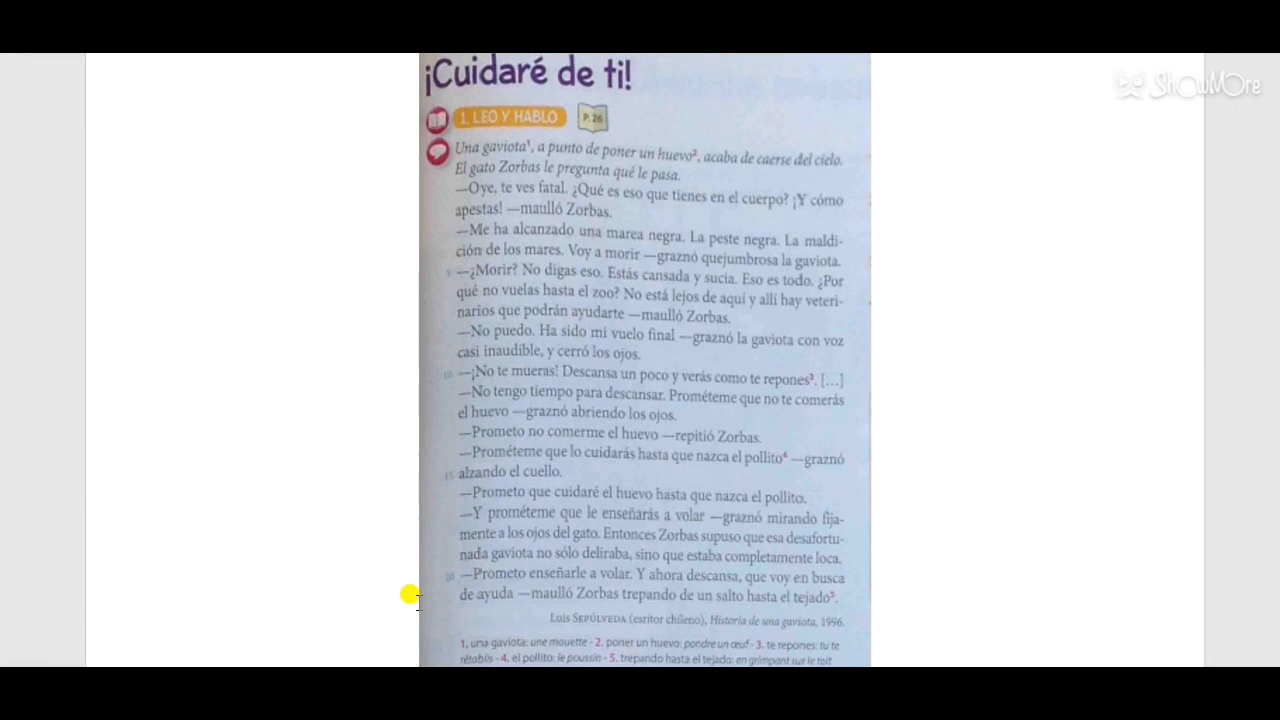 ¡Cuidaré de ti!
ShowMore
1. LEO Y HABLO
P. 26
Una gaviota¹, a punto de poner un huevo², acaba de caerse del cielo.
El gato Zorbas le pregunta qué le pasa.
—Oye, te ves fatal. ¿Qué es eso que tienes en el cuerpo? ¡Y cómo
apestas! —maulló Zorbas.
—Me ha alcanzado una marea negra. La peste negra. La maldi-
ción de los mares. Voy a morir —graznó quejumbrosa la gaviota.
5 —¿Morir? No digas eso. Estás cansada y sucia. Eso es todo. ¿Por
qué no vuelas hasta el zoo? No está lejos de aquí y allí hay veteri-
narios que podrán ayudarte —maulló Zorbas.
—No puedo. Ha sido mi vuelo final —graznó la gaviota con voz
casi inaudible, y cerró los ojos.
10 —¡No te mueras! Descansa un poco y verás como te repones³. [...]
—No tengo tiempo para descansar. Prométeme que no te comerás
el huevo —graznó abriendo los ojos.
—Prometo no comerme el huevo —repitió Zorbas.
—Prométeme que lo cuidarás hasta que nazca el pollito⁴ —graznó
15 alzando el cuello.
—Prometo que cuidaré el huevo hasta que nazca el pollito.
—Y prométeme que le enseñarás a volar —graznó mirando fija-
mente a los ojos del gato. Entonces Zorbas supuso que esa desafortu-
nada gaviota no sólo deliraba, sino que estaba completamente loca.
20 —Prometo enseñarle a volar. Y ahora descansa, que voy en busca
de ayuda —maulló Zorbas trepando de un salto hasta el tejado⁵.
Luis SEPÚLVEDA (esritor chileno), Historia de una gaviota, 1996.
1. una gaviota: une mouette - 2. poner un huevo: pondre un œuf - 3. te repones: tu te
rétablis - 4. el pollito: le poussin - 5. trepando hasta el tejado: en grimpant sur le toit